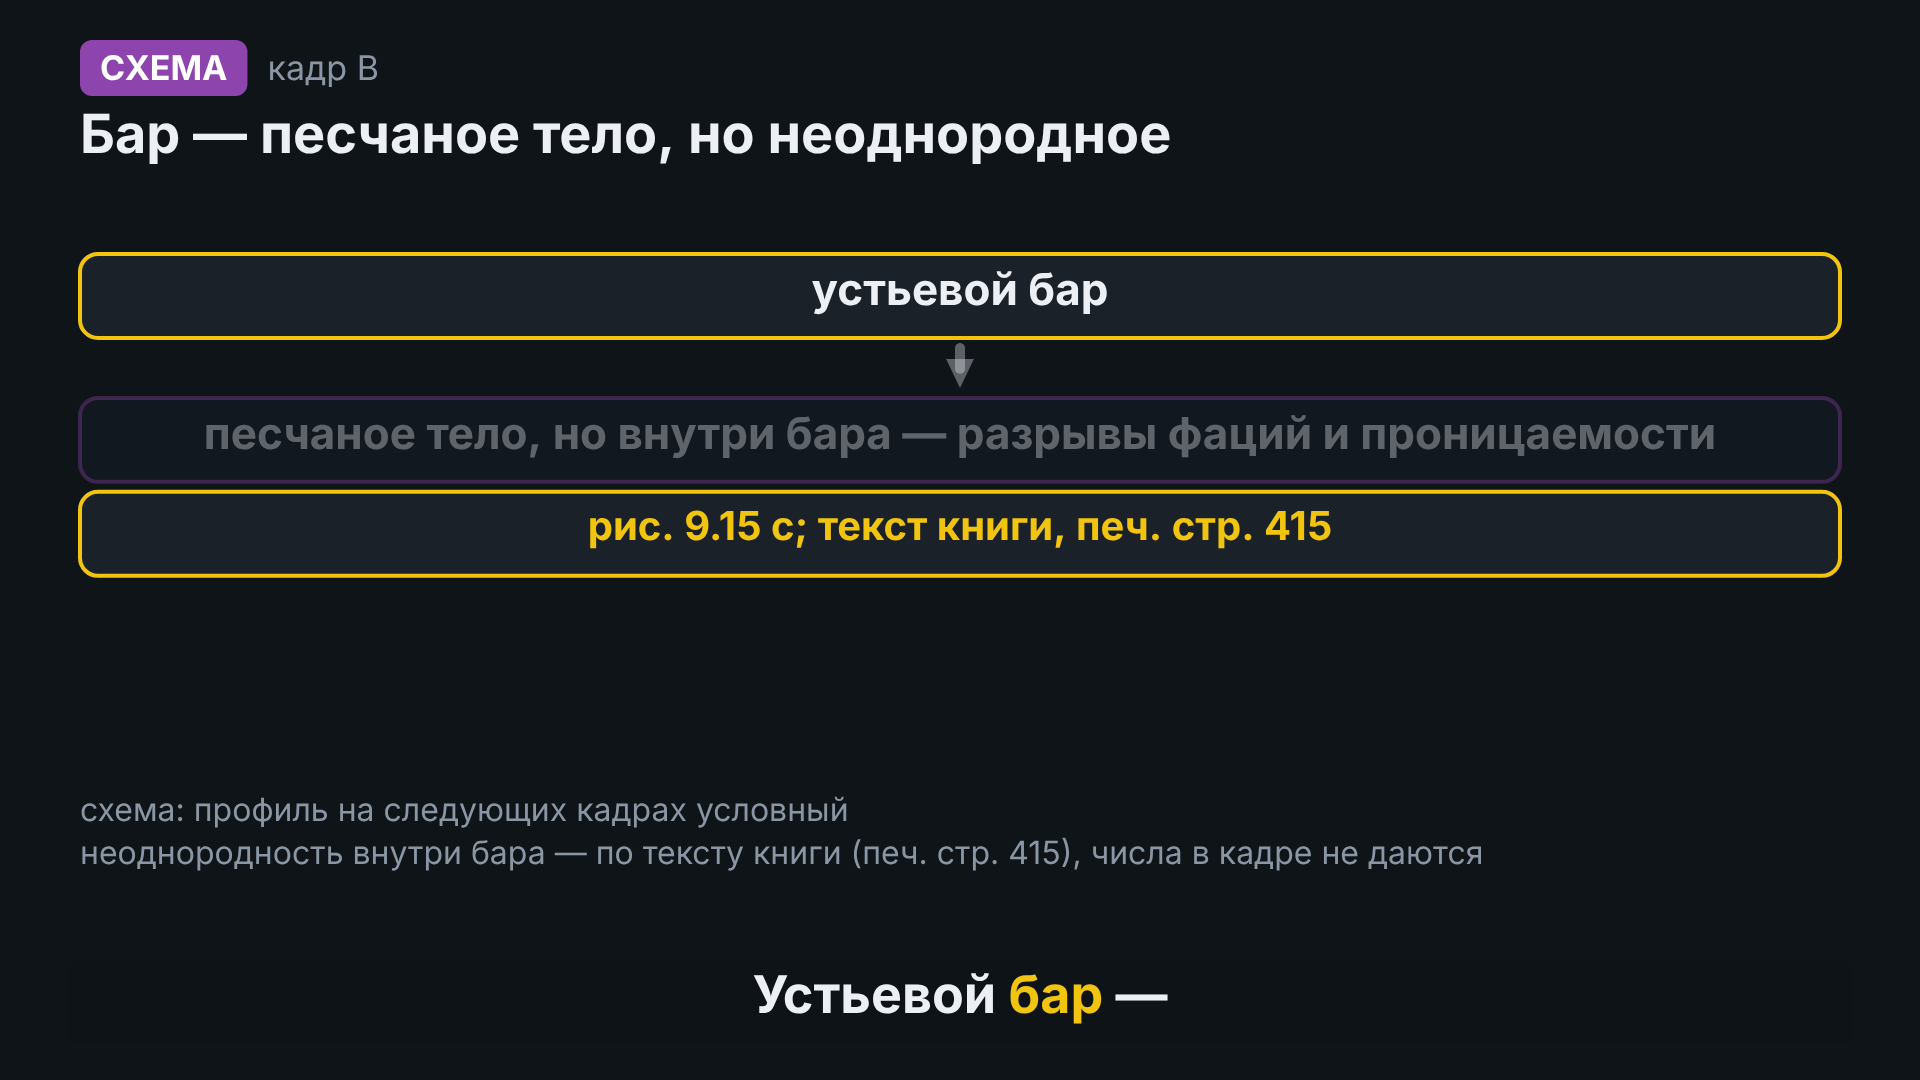 СХЕМА кадр В
Бар — песчаное тело, но неоднородное
устьевой бар
песчаное тело, но внутри бара — разрывы фаций и проницаемости
рис. 9.15 с; текст книги, печ. стр. 415
схема: профиль на следующих кадрах условный
неоднородность внутри бара — по тексту книги (печ. стр. 415), числа в кадре не даются
Устьевой бар —